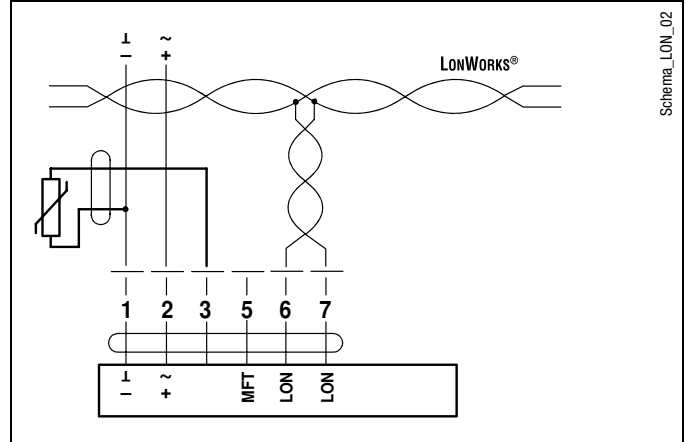 ⊥ ~
– +
LONWORKS®
Schema_LON_02
1 2 3 5 6 7
⊥ ~ MFT LON LON
– +